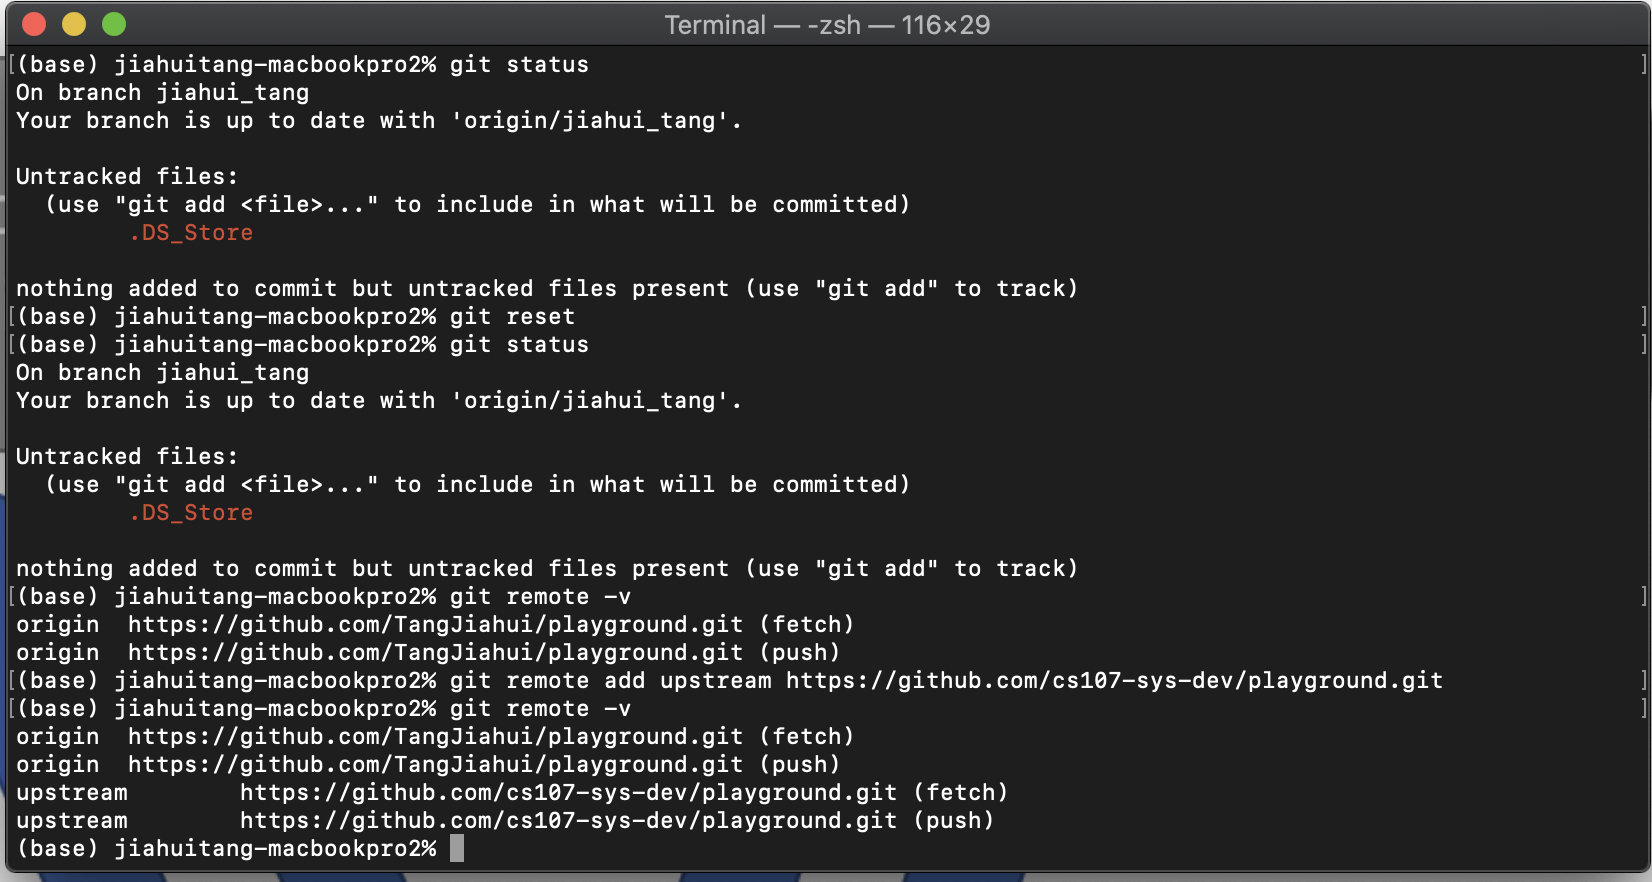 Terminal — -zsh — 116×29
[(base) jiahuitang-macbookpro2% git status ]
On branch jiahui_tang
Your branch is up to date with 'origin/jiahui_tang'.
Untracked files:
(use "git add <file>..." to include in what will be committed)
.DS_Store
nothing added to commit but untracked files present (use "git add" to track)
[(base) jiahuitang-macbookpro2% git reset ]
[(base) jiahuitang-macbookpro2% git status ]
On branch jiahui_tang
Your branch is up to date with 'origin/jiahui_tang'.
Untracked files:
(use "git add <file>..." to include in what will be committed)
.DS_Store
nothing added to commit but untracked files present (use "git add" to track)
[(base) jiahuitang-macbookpro2% git remote -v ]
origin https://github.com/TangJiahui/playground.git (fetch)
origin https://github.com/TangJiahui/playground.git (push)
[(base) jiahuitang-macbookpro2% git remote add upstream https://github.com/cs107-sys-dev/playground.git ]
[(base) jiahuitang-macbookpro2% git remote -v ]
origin https://github.com/TangJiahui/playground.git (fetch)
origin https://github.com/TangJiahui/playground.git (push)
upstream https://github.com/cs107-sys-dev/playground.git (fetch)
upstream https://github.com/cs107-sys-dev/playground.git (push)
(base) jiahuitang-macbookpro2%